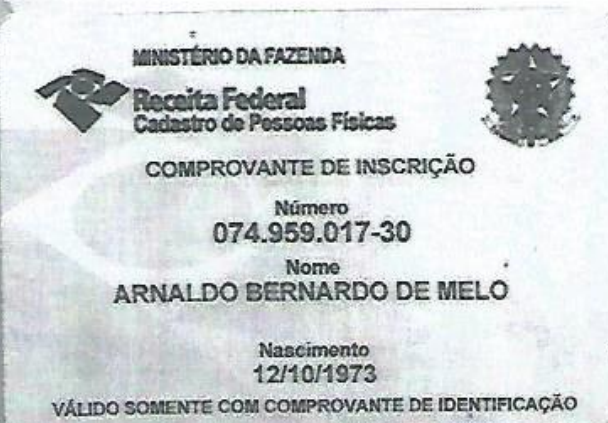 MINISTÉRIO DA FAZENDA
Receita Federal
Cadastro de Pessoas Físicas
COMPROVANTE DE INSCRIÇÃO
Número
074.959.017-30
Nome
ARNALDO BERNARDO DE MELO
Nascimento
12/10/1973
VÁLIDO SOMENTE COM COMPROVANTE DE IDENTIFICAÇÃO